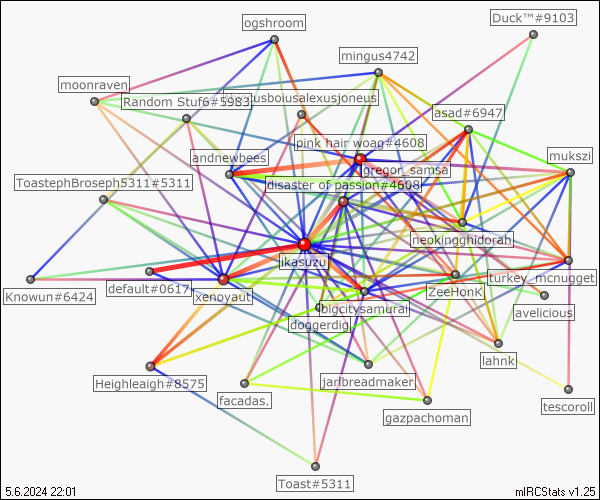 ogshroom
Duck™#9103
mingus4742
moonraven
Random Stuf6#5983
asad#6947
pink hair woag#4608
andnewbees
mukszi
gregor_samsa
ToastephBroseph5311#5311
disaster of passion#4608
neokingghidorah
ikasuzu
turkey_mcnugget
Knowun#6424
default#0617
xenoyaut
ZeeHonK
bigcitysamurai
avelicious
doggerdig
lahnk
Heighleaigh#8575
jarlbreadmaker
facadas.
tescoroll
gazpachoman
Toast#5311
5.6.2024 22:01
mIRCStats v1.25